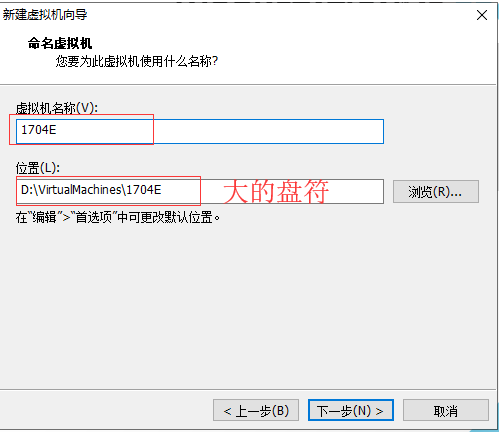 新建虚拟机向导
命名虚拟机
您要为此虚拟机使用什么名称?
虚拟机名称(V):
1704E
位置(L):
D:\VirtualMachines\1704E
大的盘符
浏览(R)...
在“编辑”>“首选项”中可更改默认位置。
< 上一步(B)
下一步(N) >
取消